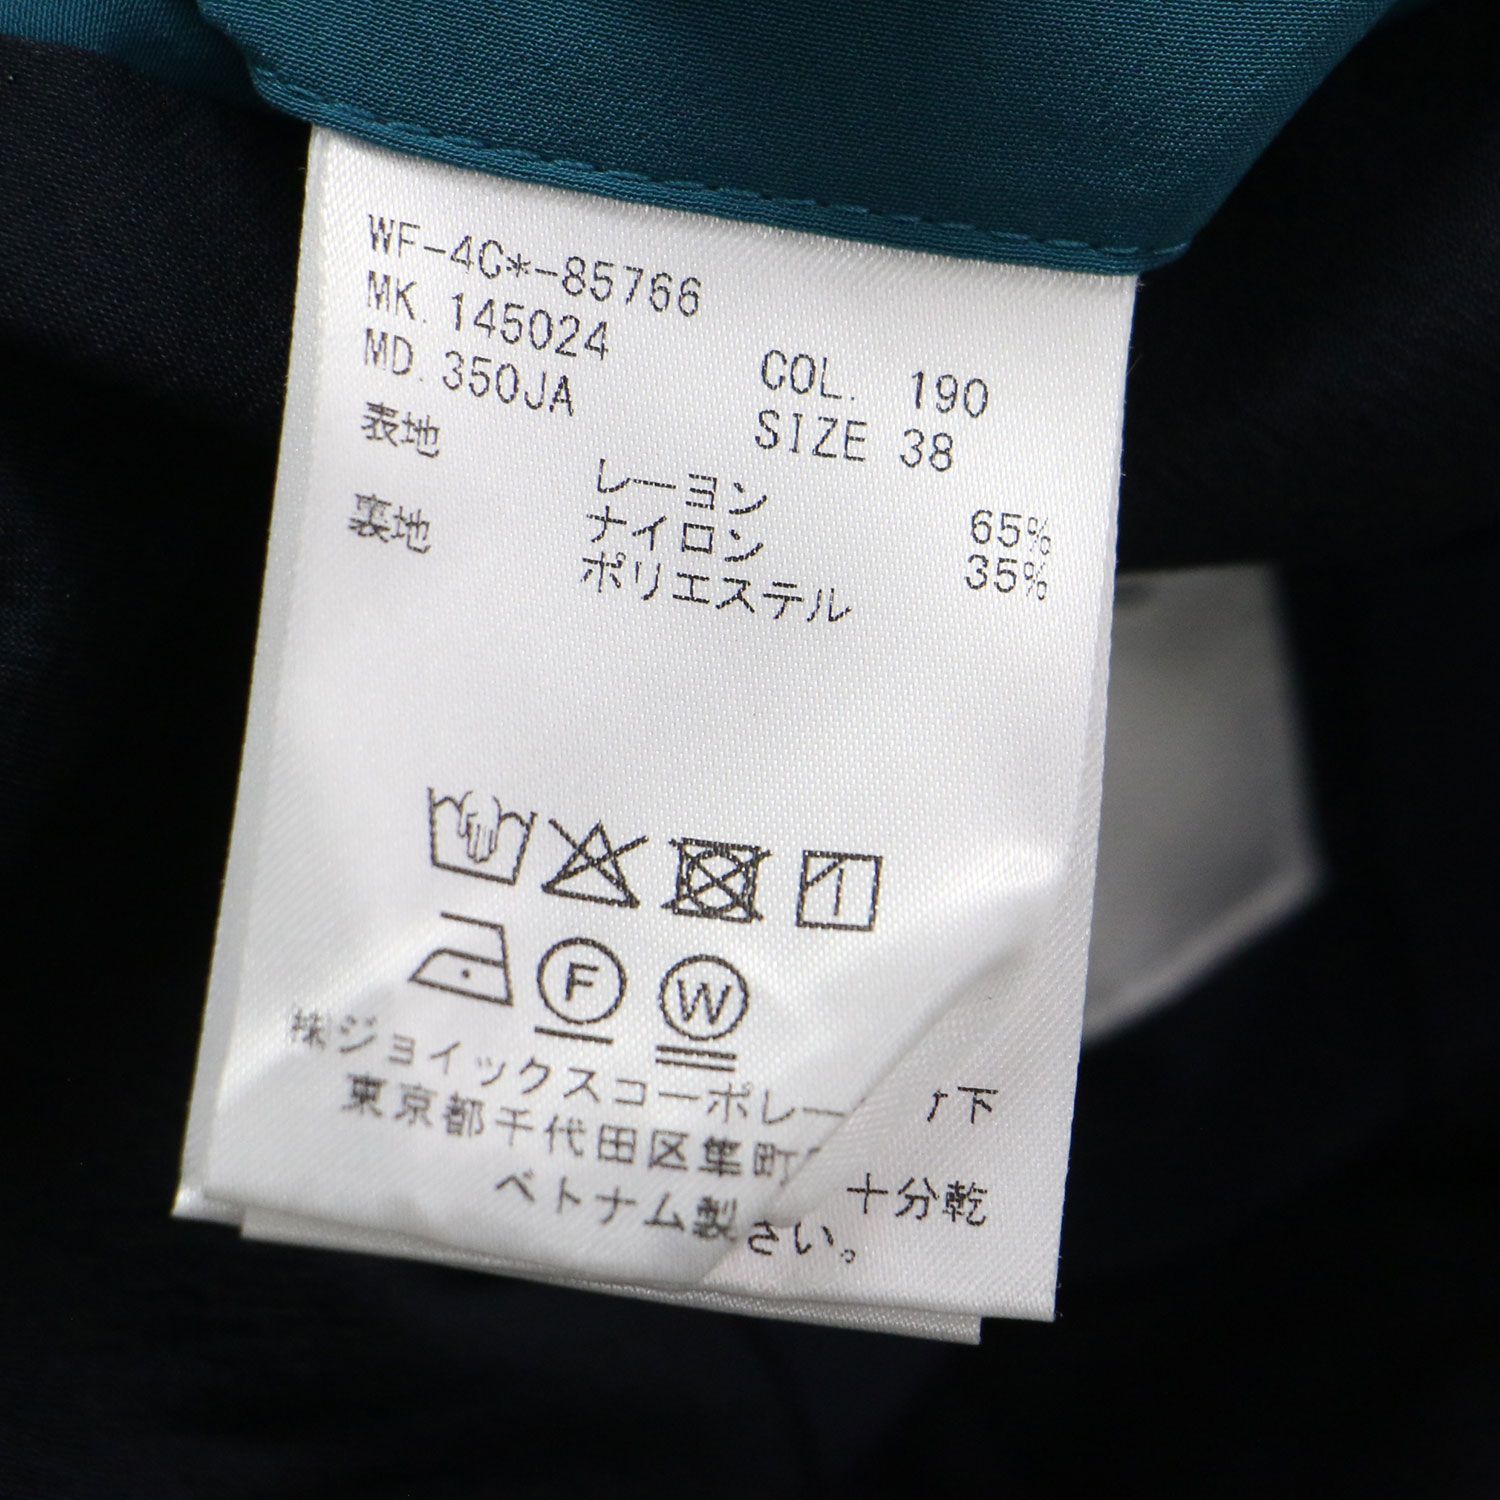 WF-4C*-85766
MK. 145024
MD. 350JA
COL. 190
SIZE 38
表地 レーヨン 65%
ナイロン 35%
裏地 ポリエステル
F W
㈱ジョイックスコーポレー
東京都千代田区隼町
ベトナム製
下
十分乾
さい。